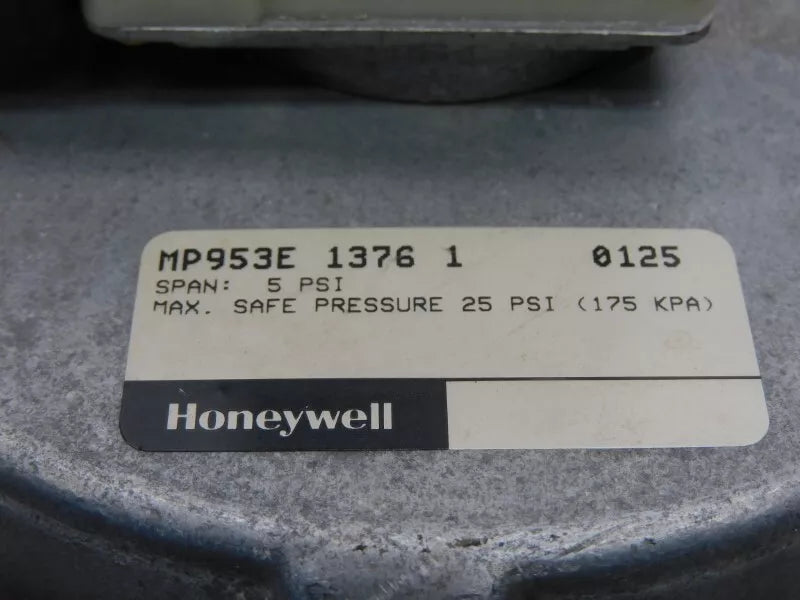 MP953E 1376 1 0125
SPAN: 5 PSI
MAX. SAFE PRESSURE 25 PSI (175 KPA)
Honeywell